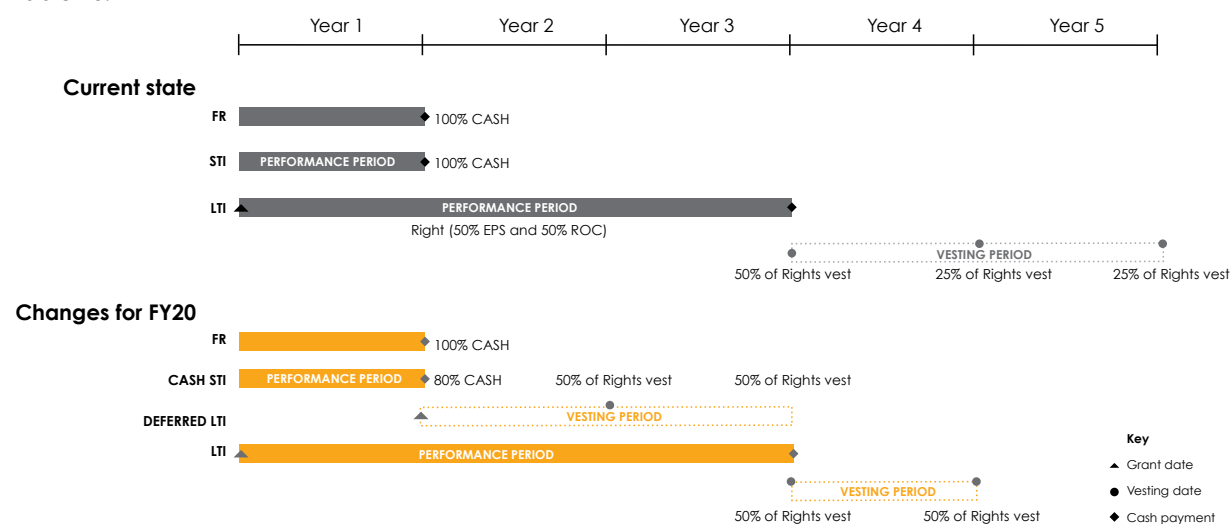 Year 1
Year 2
Year 3
Year 4
Year 5
Current state
FR
100% CASH
STI
PERFORMANCE PERIOD
100% CASH
LTI
PERFORMANCE PERIOD
Right (50% EPS and 50% ROC)
VESTING PERIOD
50% of Rights vest
25% of Rights vest
25% of Rights vest
Changes for FY20
FR
100% CASH
CASH STI
PERFORMANCE PERIOD
80% CASH
50% of Rights vest
50% of Rights vest
DEFERRED LTI
VESTING PERIOD
LTI
PERFORMANCE PERIOD
VESTING PERIOD
50% of Rights vest
50% of Rights vest
Key
Grant date
Vesting date
Cash payment